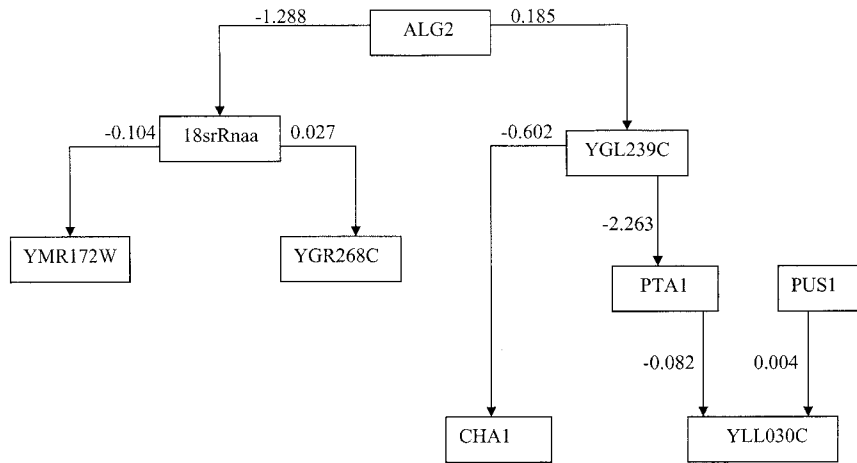 -1.288
ALG2
0.185
-0.104
18srRnaa
0.027
-0.602
YGL239C
-2.263
YMR172W
YGR268C
PTA1
PUS1
-0.082
0.004
CHA1
YLL030C